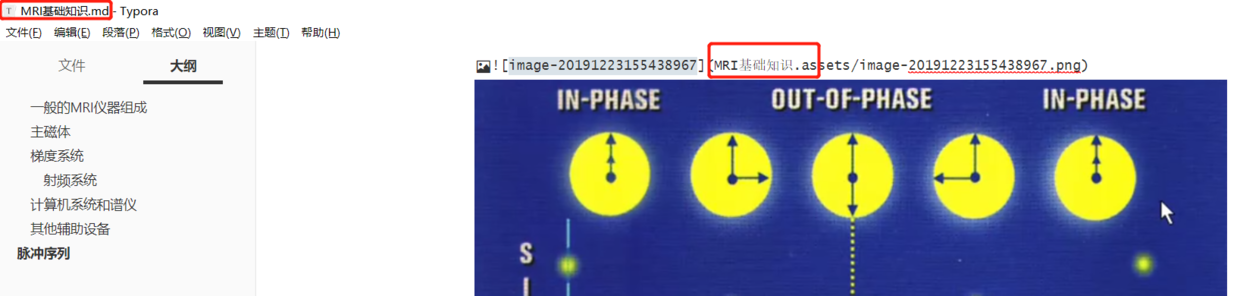 MRI基础知识.md - Typora
文件(F) 编辑(E) 段落(P) 格式(O) 视图(V) 主题(T) 帮助(H)
文件 大纲
一般的MRI仪器组成
主磁体
梯度系统
射频系统
计算机系统和谱仪
其他辅助设备
脉冲序列
![image-20191223155438967](MRI基础知识.assets/image-20191223155438967.png)
IN-PHASE OUT-OF-PHASE IN-PHASE
S